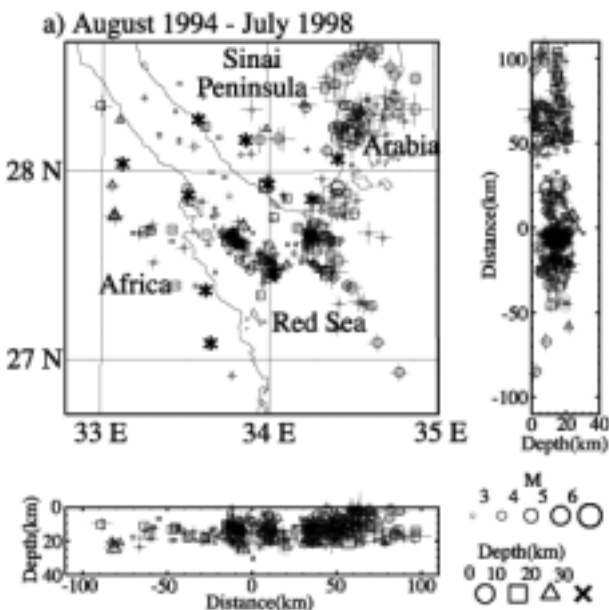 a) August 1994 - July 1998
Sinai
Peninsula
Arabia
28 N
Africa
Red Sea
27 N
33 E 34 E 35 E
100
50
0
-50
-100
Distance(km)
0 20 40
Depth(km)
0
20
40
Depth(km)
-100 -50 0 50 100
Distance(km)
M
3 4 5 6
Depth(km)
0 10 20 30